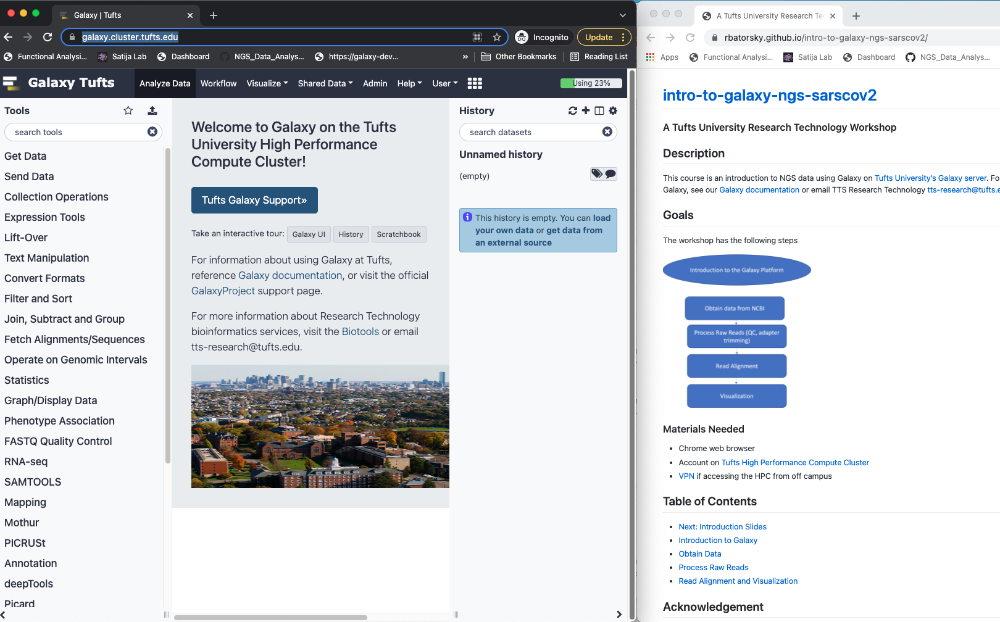 Galaxy | Tufts
galaxy.cluster.tufts.edu
Incognito
Update
Functional Analysi...
Satija Lab
Dashboard
NGS_Data_Analys...
https://galaxy-dev...
»
Other Bookmarks
Reading List
Galaxy Tufts
Analyze Data
Workflow
Visualize
Shared Data
Admin
Help
User
Using 23%
Tools
search tools
Get Data
Send Data
Collection Operations
Expression Tools
Lift-Over
Text Manipulation
Convert Formats
Filter and Sort
Join, Subtract and Group
Fetch Alignments/Sequences
Operate on Genomic Intervals
Statistics
Graph/Display Data
Phenotype Association
FASTQ Quality Control
RNA-seq
SAMTOOLS
Mapping
Mothur
PICRUSt
Annotation
deepTools
Picard
Welcome to Galaxy on the Tufts
University High Performance
Compute Cluster!
Tufts Galaxy Support»
Take an interactive tour: Galaxy UI History Scratchbook
For information about using Galaxy at Tufts,
reference Galaxy documentation, or visit the official
GalaxyProject support page.
For more information about Research Technology
bioinformatics services, visit the Biotools or email
tts-research@tufts.edu.
History
search datasets
Unnamed history
(empty)
This history is empty. You can load
your own data or get data from
an external source
A Tufts University Research Te
rbatorsky.github.io/intro-to-galaxy-ngs-sarscov2/
Apps
Functional Analysi...
Satija Lab
Dashboard
NGS_Data_Analys...
intro-to-galaxy-ngs-sarscov2
A Tufts University Research Technology Workshop
Description
This course is an introduction to NGS data using Galaxy on Tufts University's Galaxy server. Fo
Galaxy, see our Galaxy documentation or email TTS Research Technology tts-research@tufts.e
Goals
The workshop has the following steps
Introduction to the Galaxy Platform
Obtain data from NCBI
Process Raw Reads (QC, adapter
trimming)
Read Alignment
Visualization
Materials Needed
• Chrome web browser
• Account on Tufts High Performance Compute Cluster
• VPN if accessing the HPC from off campus
Table of Contents
• Next: Introduction Slides
• Introduction to Galaxy
• Obtain Data
• Process Raw Reads
• Read Alignment and Visualization
Acknowledgement